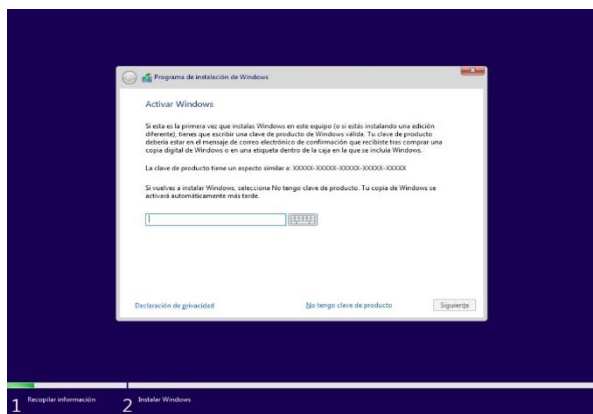 Programa de instalación de Windows
Activar Windows
Si esta es la primera vez que instalas Windows en este equipo (o si estás instalando una edición
diferente), tienes que escribir una clave de producto de Windows válida. Tu clave de producto
debería estar en el mensaje de correo electrónico de confirmación que recibiste tras comprar una
copia digital de Windows o en una etiqueta dentro de la caja en la que se incluía Windows.
La clave de producto tiene un aspecto similar a: XXXXX-XXXXX-XXXXX-XXXXX-XXXXX
Si vuelves a instalar Windows, selecciona No tengo clave de producto. Tu copia de Windows se
activará automáticamente más tarde.
Declaración de privacidad
No tengo clave de producto
Siguiente
1 Recopilar información
2 Instalar Windows